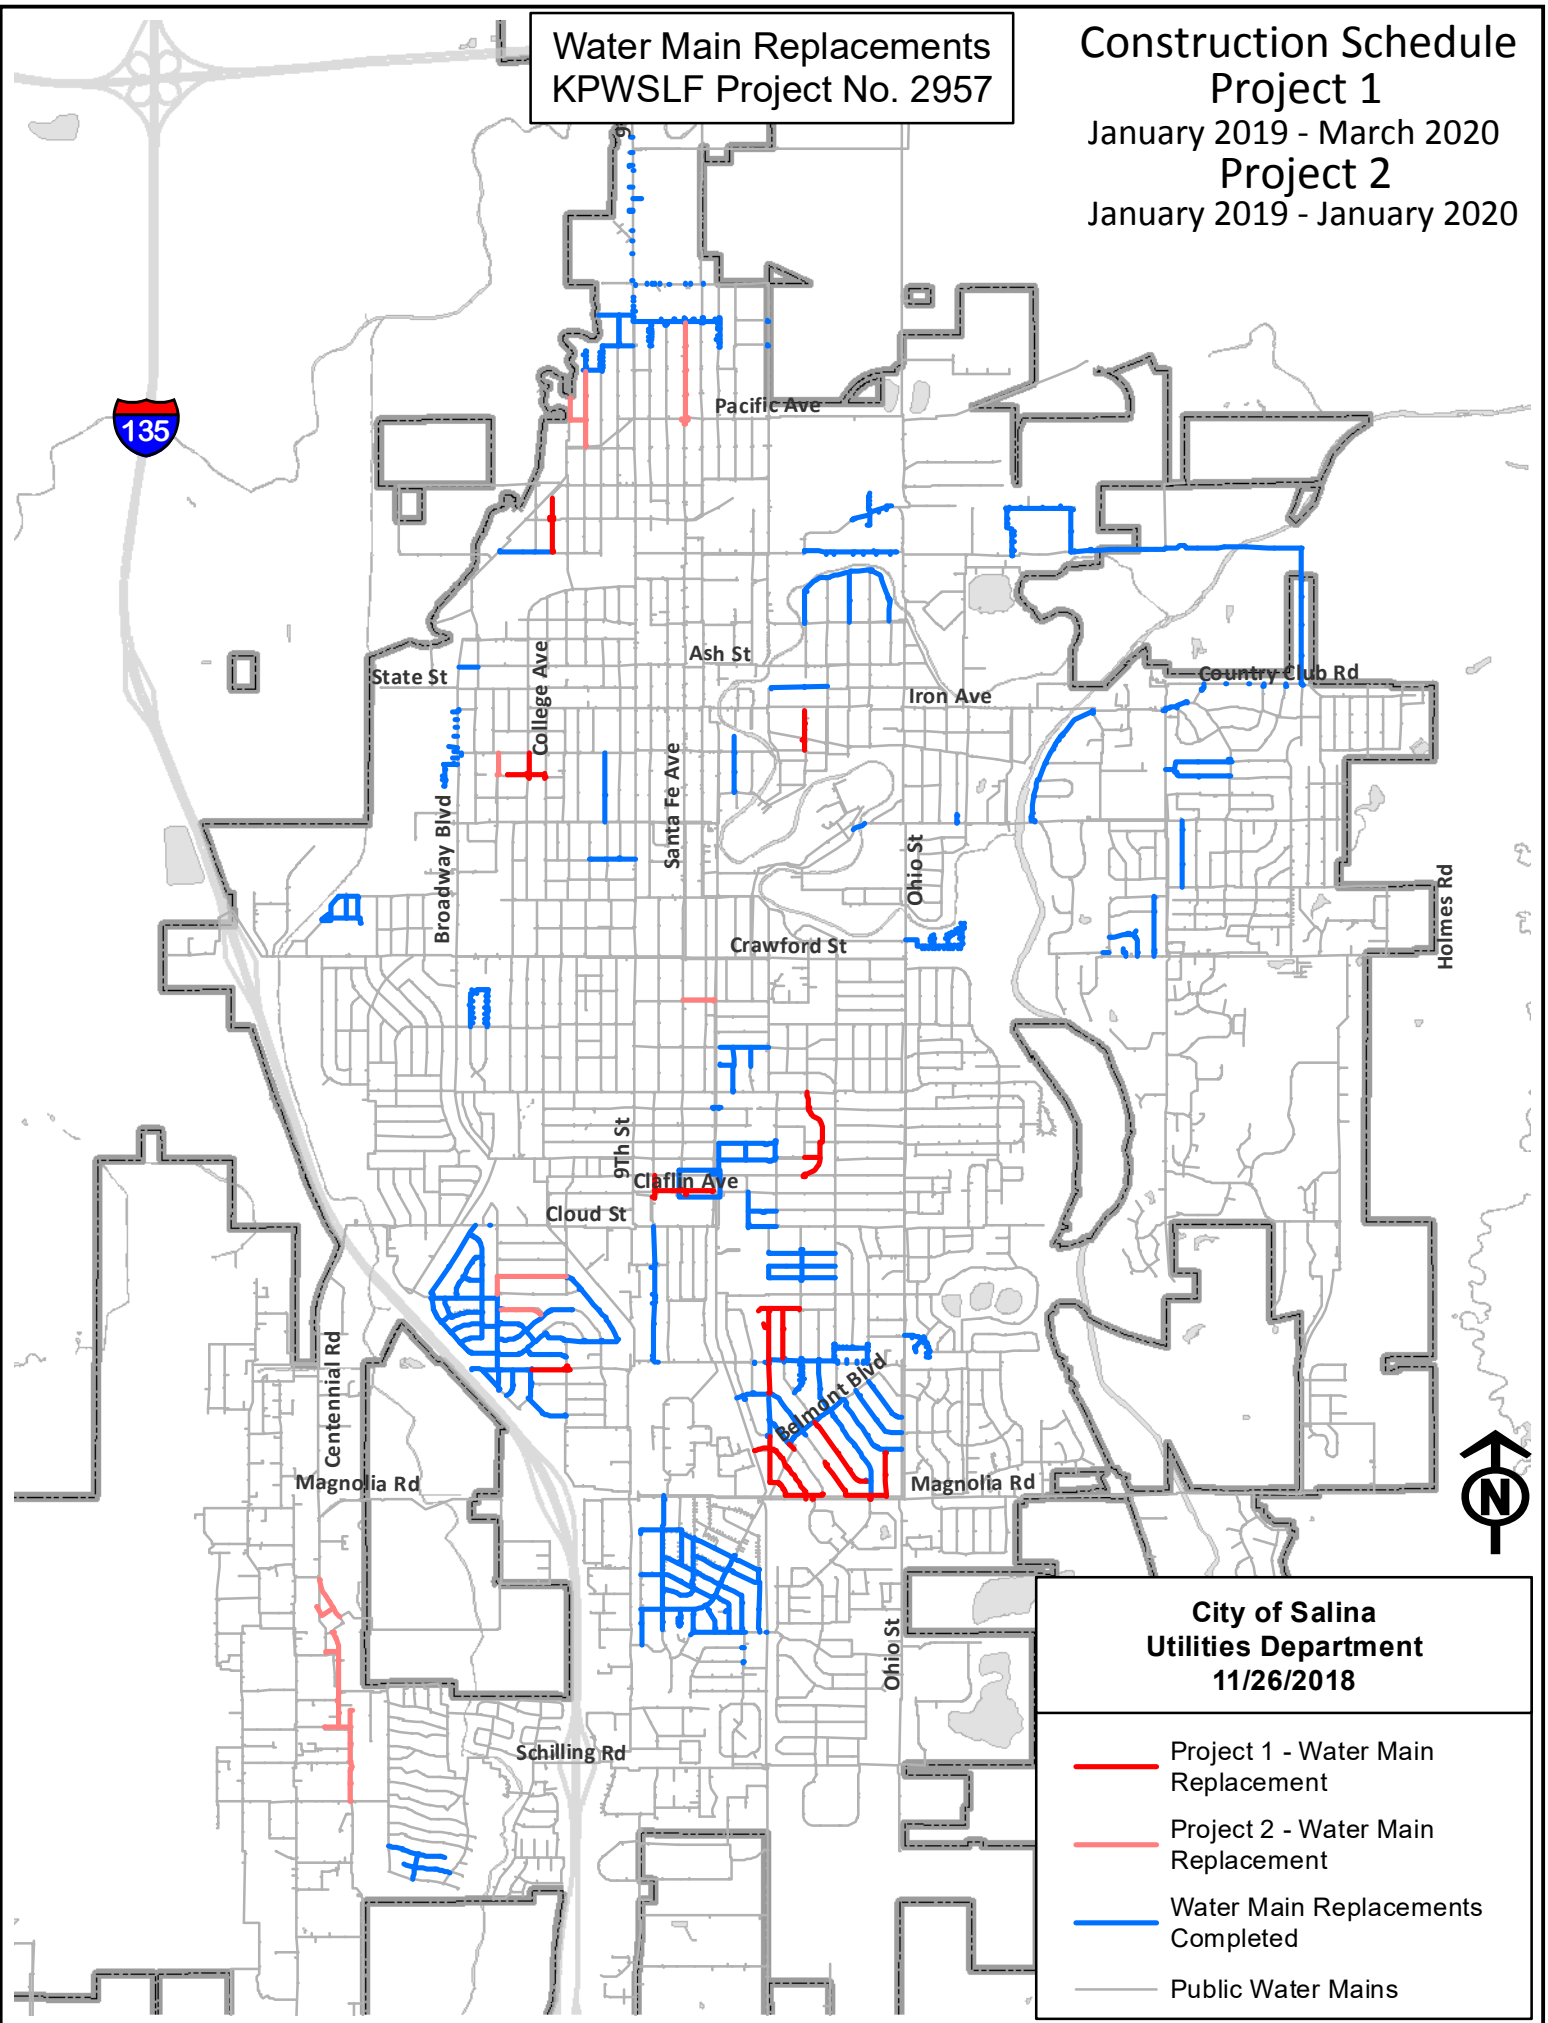 Water Main Replacements
KPWSLF Project No. 2957
Construction Schedule
Project 1
January 2019 - March 2020
Project 2
January 2019 - January 2020
9
135
Pacific Ave
Ash St
State St
College Ave
Iron Ave
Country Club Rd
Santa Fe Ave
Broadway Blvd
Ohio St
Holmes Rd
Crawford St
9Th St
Claflin Ave
Cloud St
Centennial Rd
Belmont Blvd
Magnolia Rd
Magnolia Rd
N
Ohio St
Schilling Rd
City of Salina
Utilities Department
11/26/2018
Project 1 - Water Main
Replacement
Project 2 - Water Main
Replacement
Water Main Replacements
Completed
Public Water Mains